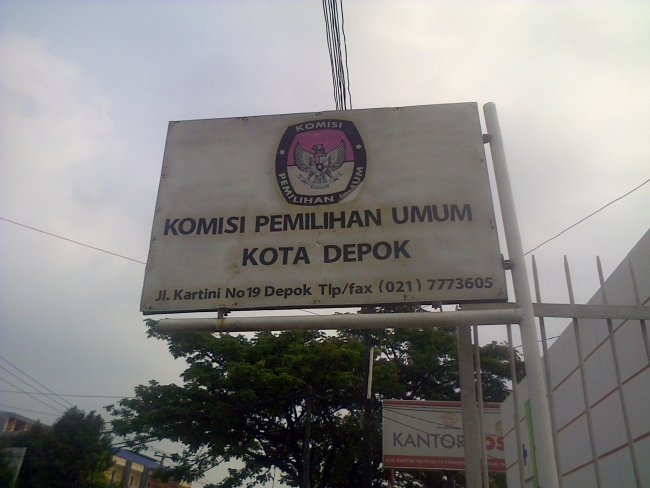 KOMISI
PEMILIHAN UMUM
KOMISI PEMILIHAN UMUM
KOTA DEPOK
Jl. Kartini No19 Depok Tlp/fax (021) 7773605
KANTOR